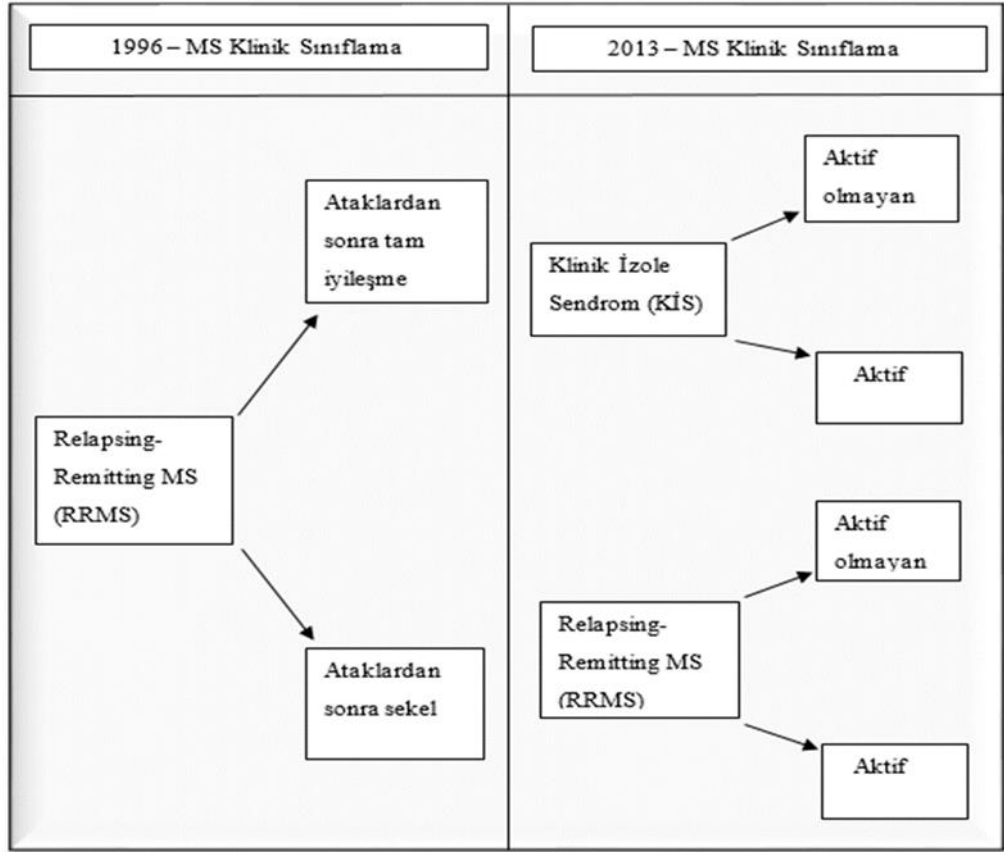 1996 – MS Klinik Sınıflama
Ataklardan
sonra tam
iyileşme
Relapsing-
Remitting MS
(RRMS)
Ataklardan
sonra sekel
2013 – MS Klinik Sınıflama
Aktif
olmayan
Klinik İzole
Sendrom (KİS)
Aktif
Aktif
olmayan
Relapsing-
Remitting MS
(RRMS)
Aktif